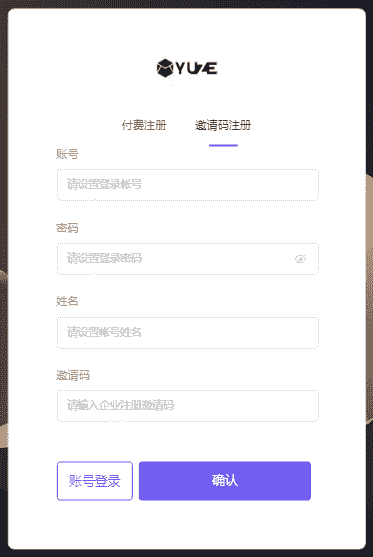 YUZE
付费注册 邀请码注册
账号
请设置登录帐号
密码
请设置登录密码
姓名
请设置帐号姓名
邀请码
请输入企业注册邀请码
账号登录 确认